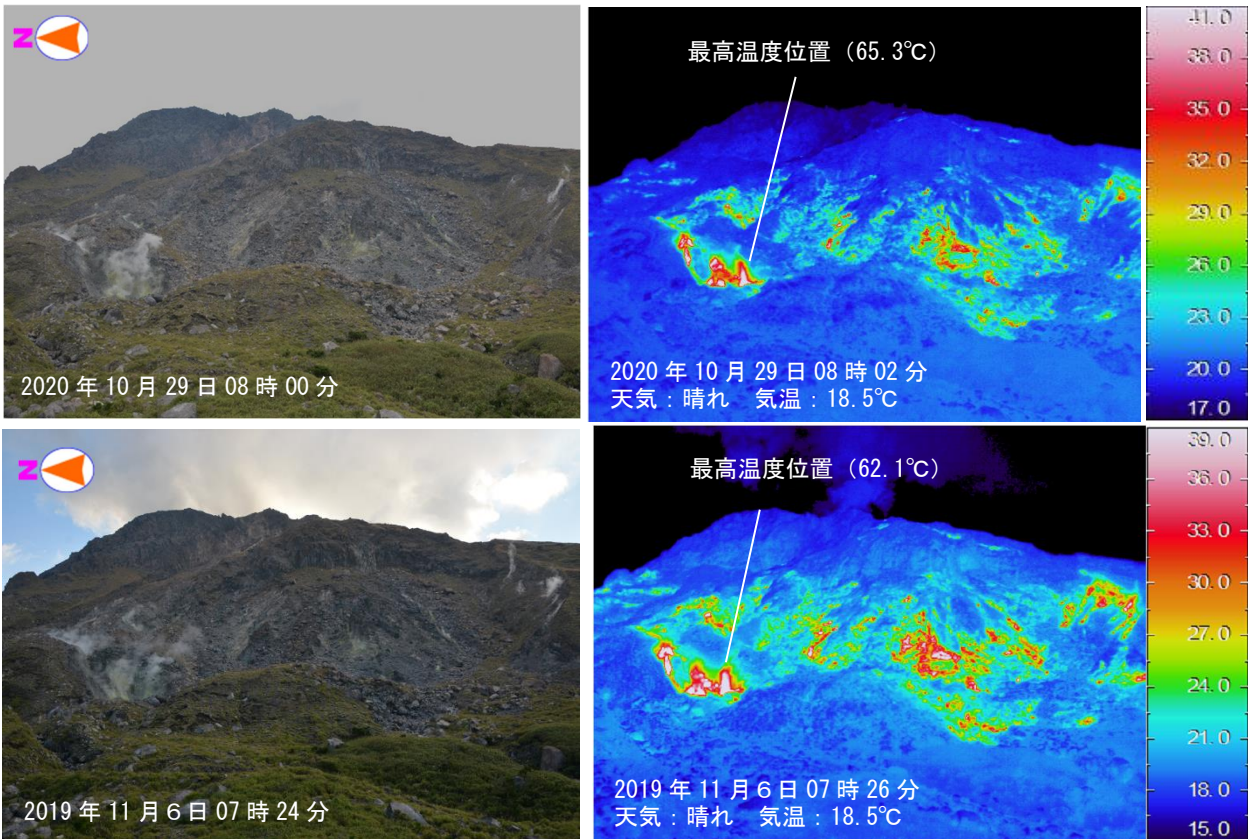 N
2020年10月29日08時00分
最高温度位置（65.3℃）
2020年10月29日08時02分
天気：晴れ　気温：18.5℃
41.0
38.0
35.0
32.0
29.0
26.0
23.0
20.0
17.0
N
2019年11月6日07時24分
最高温度位置（62.1℃）
2019年11月6日07時26分
天気：晴れ　気温：18.5℃
39.0
36.0
33.0
30.0
27.0
24.0
21.0
18.0
15.0